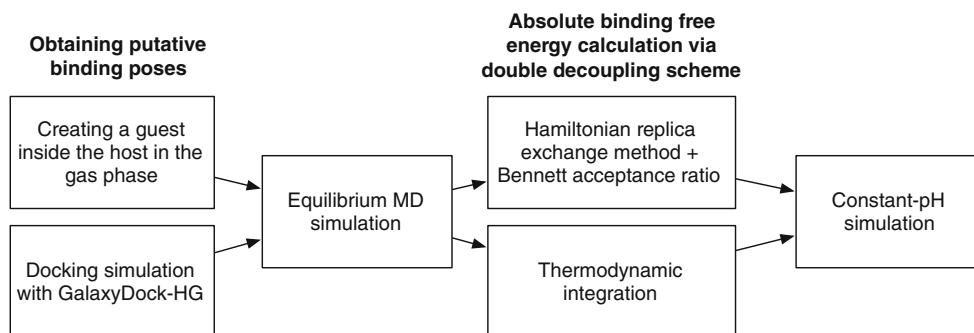 Obtaining putative
binding poses
Absolute binding free
energy calculation via
double decoupling scheme
Creating a guest
inside the host in the
gas phase
Docking simulation
with GalaxyDock-HG
Equilibrium MD
simulation
Hamiltonian replica
exchange method +
Bennett acceptance ratio
Thermodynamic
integration
Constant-pH
simulation